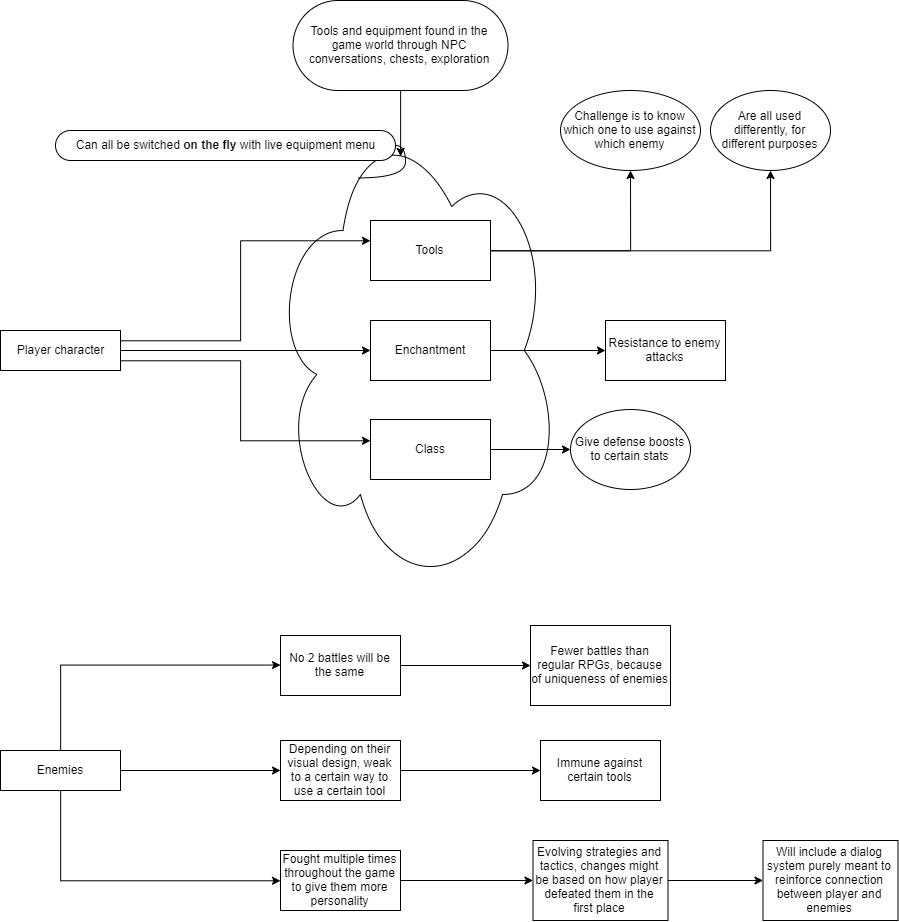 Tools and equipment found in the
game world through NPC
conversations, chests, exploration
Challenge is to know
which one to use against
which enemy
Are all used
differently, for
different purposes
Can all be switched on the fly with live equipment menu
Tools
Player character
Enchantment
Resistance to enemy
attacks
Class
Give defense boosts
to certain stats
No 2 battles will be
the same
Fewer battles than
regular RPGs, because
of uniqueness of enemies
Enemies
Depending on their
visual design, weak
to a certain way to
use a certain tool
Immune against
certain tools
Fought multiple times
throughout the game
to give them more
personality
Evolving strategies and
tactics, changes might
be based on how player
defeated them in the
first place
Will include a dialog
system purely meant to
reinforce connection
between player and
enemies